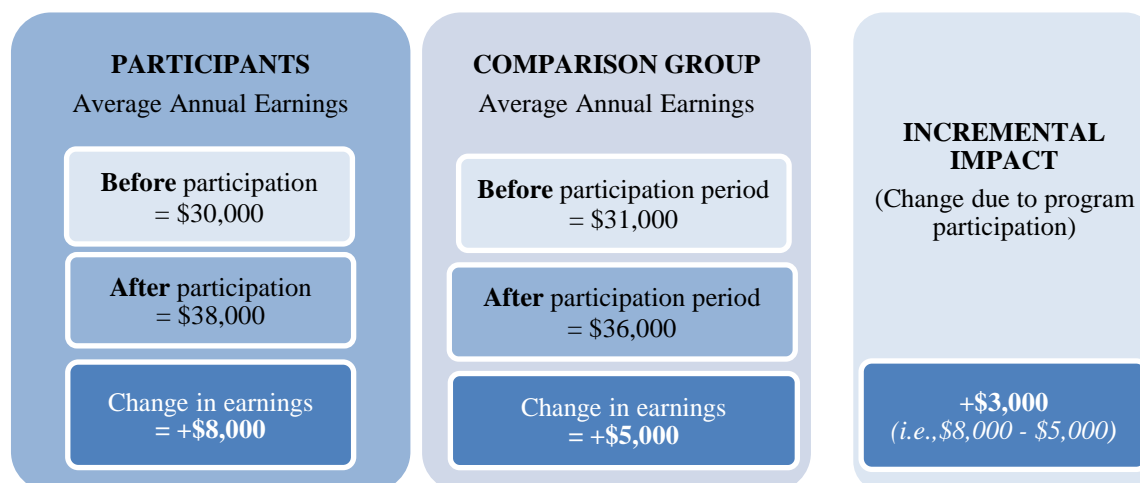 PARTICIPANTS
Average Annual Earnings
Before participation
= $30,000
After participation
= $38,000
Change in earnings
= +$8,000
COMPARISON GROUP
Average Annual Earnings
Before participation period
= $31,000
After participation period
= $36,000
Change in earnings
= +$5,000
INCREMENTAL
IMPACT
(Change due to program
participation)
+$3,000
(i.e.,$8,000 - $5,000)